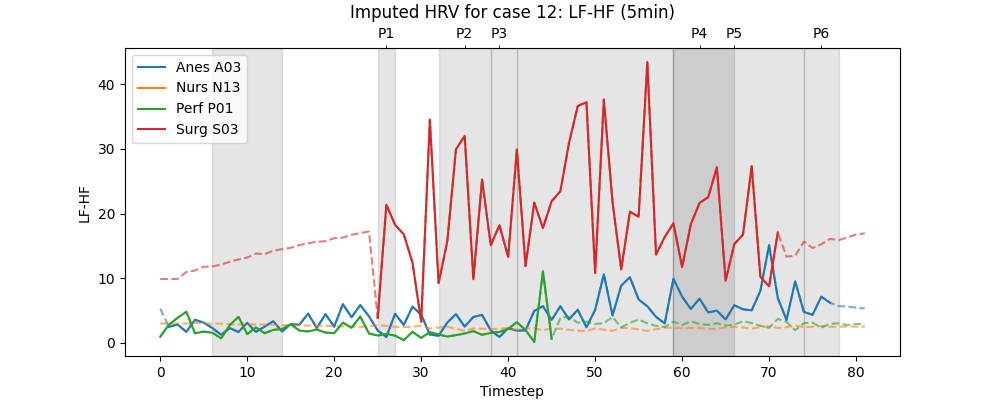 Imputed HRV for case 12: LF-HF (5min)
P1 P2 P3 P4 P5 P6
Anes A03
Nurs N13
Perf P01
Surg S03
LF-HF
40
30
20
10
0
0 10 20 30 40 50 60 70 80
Timestep